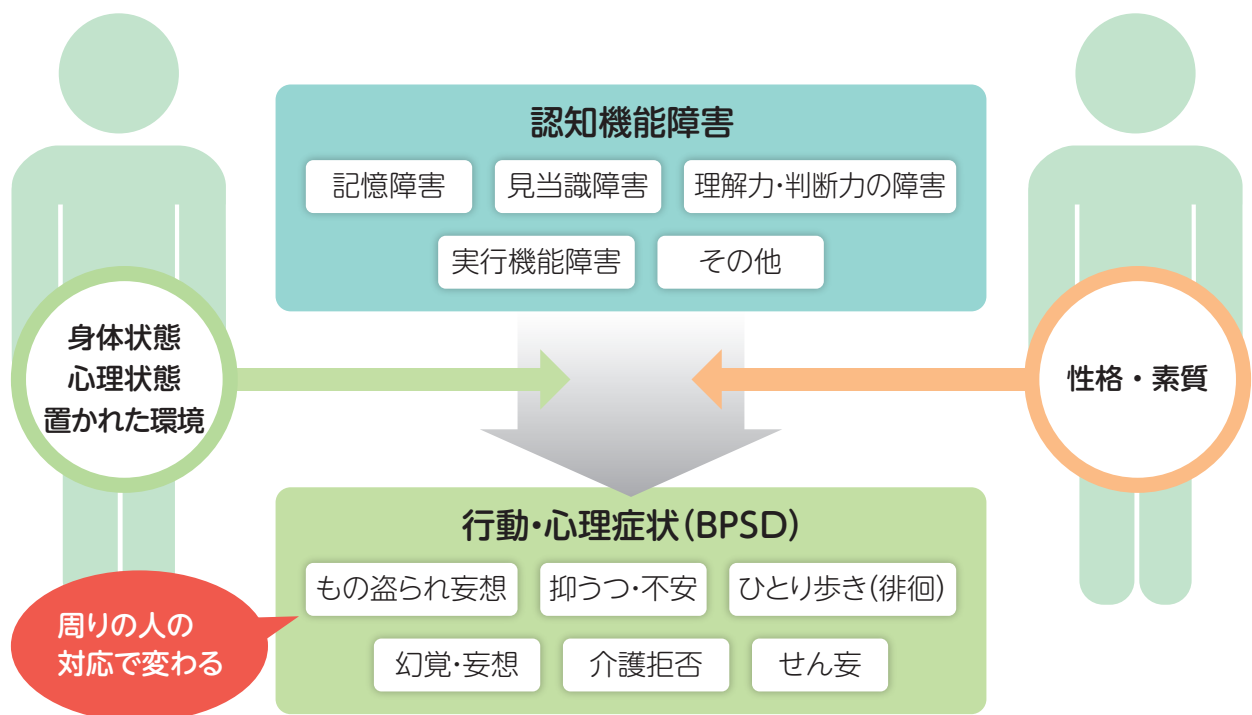 認知機能障害
記憶障害
見当識障害
理解力・判断力の障害
実行機能障害
その他
身体状態
心理状態
置かれた環境
性格・素質
行動・心理症状(BPSD)
もの盗られ妄想
抑うつ・不安
ひとり歩き(徘徊)
幻覚・妄想
介護拒否
せん妄
周りの人の
対応で変わる